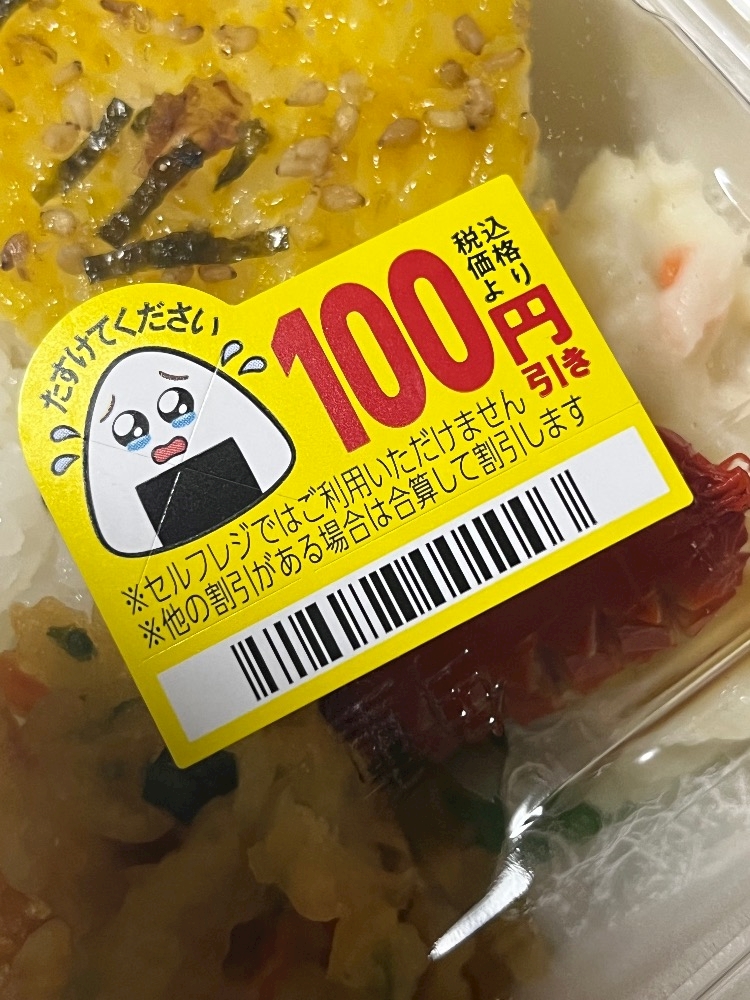 たすけてください
100円引き
税込価格より
※セルフレジではご利用いただけません
※他の割引がある場合は合算して割引します